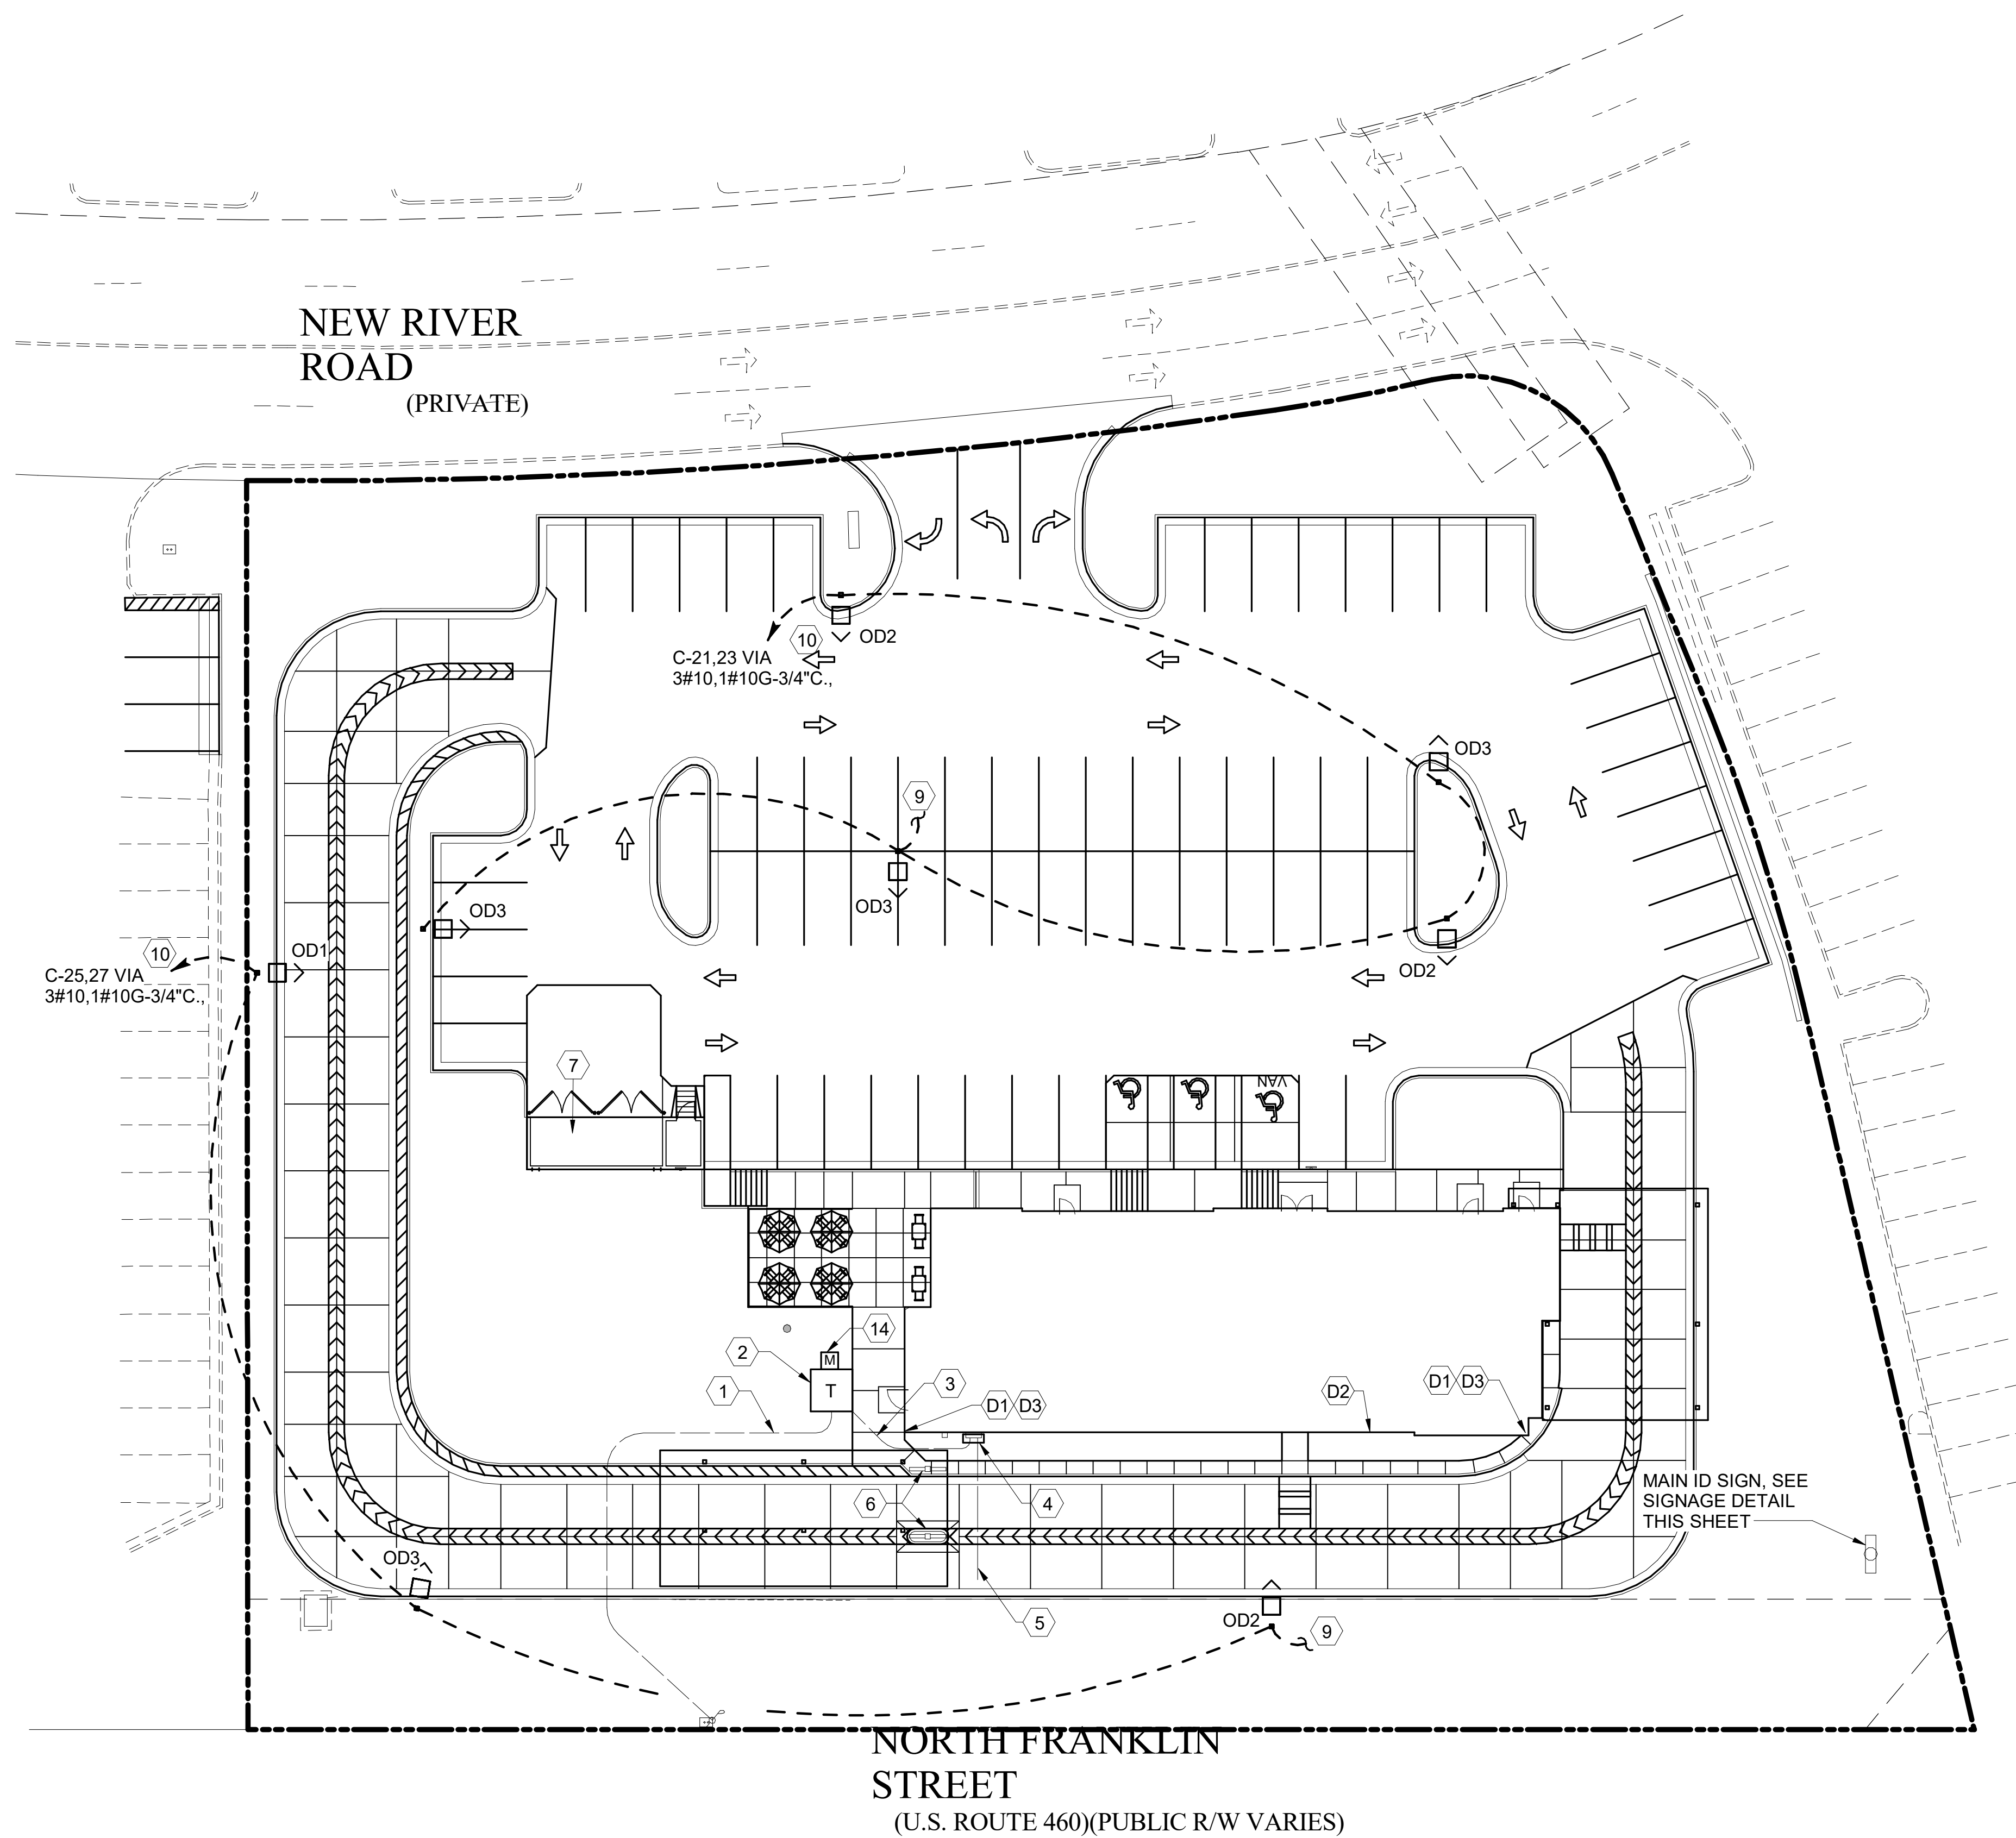 NEW RIVER
ROAD
(PRIVATE)
10
OD2
C-21,23 VIA
3#10,1#10G-3/4"C.,
OD3
9
OD3
OD3
OD2
10
OD1
C-25,27 VIA
3#10,1#10G-3/4"C.,
7
VAN
14
2
M
T
1
3
D1
D3
D2
D1
D3
6
4
MAIN ID SIGN, SEE
SIGNAGE DETAIL
THIS SHEET
OD3
5
OD2
9
NORTH FRANKLIN
STREET
(U.S. ROUTE 460)(PUBLIC R/W VARIES)